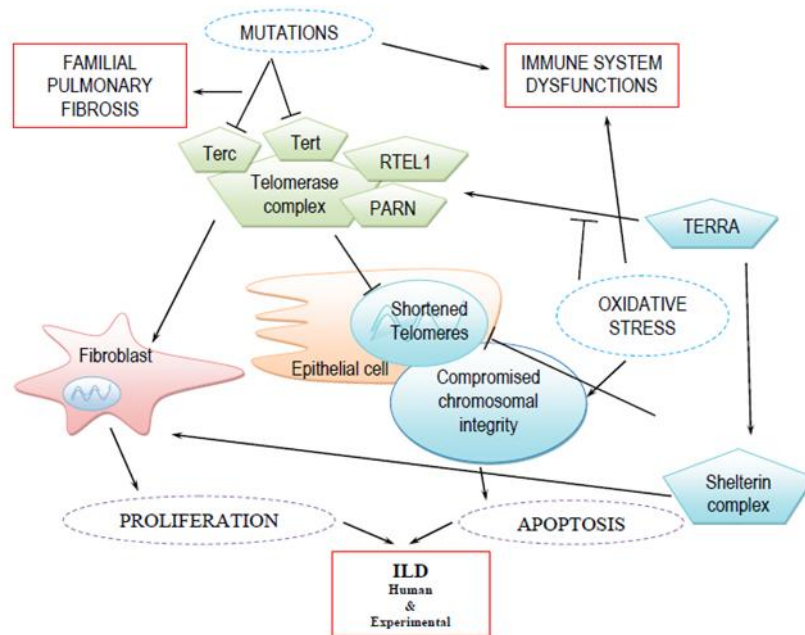 MUTATIONS
FAMILIAL
PULMONARY
FIBROSIS
IMMUNE SYSTEM
DYSFUNCTIONS
Terc
Tert
RTEL1
Telomerase
complex
PARN
TERRA
Shortened
Telomeres
OXIDATIVE
STRESS
Fibroblast
Epithelial cell
Compromised
chromosomal
integrity
Shelterin
complex
PROLIFERATION
APOPTOSIS
ILD
Human
&
Experimental